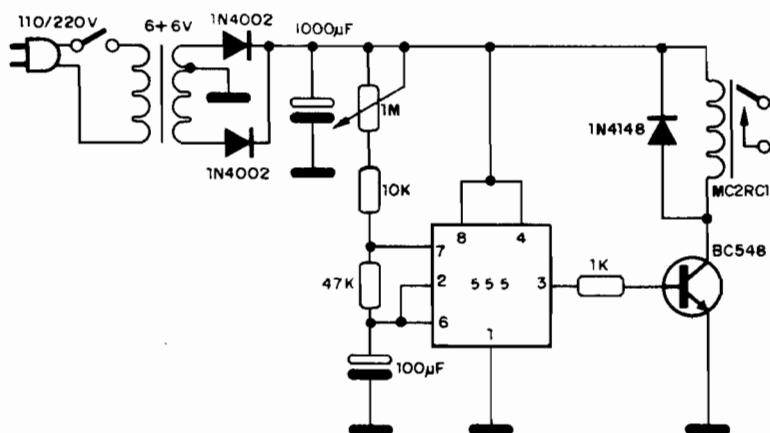 110/220V
6+6V
1N4002
1000µF
1N4002
1M
10K
47K
100µF
8
4
7
2
6
555
3
1
1K
1N4148
MC2RC1
BC548